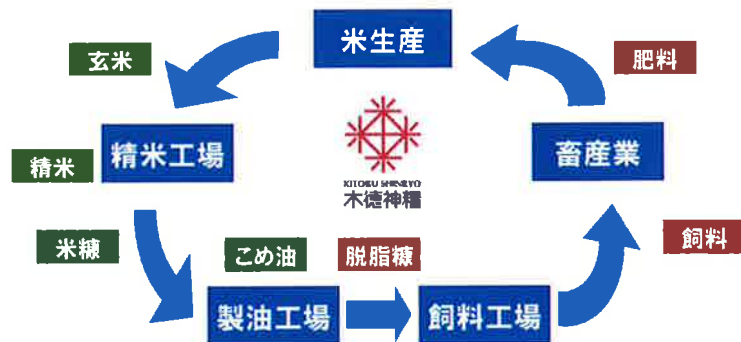 米生産
玄米
肥料
精米工場
畜産業
精米
KITOKU SHINRYO
木徳神糧
米糠
こめ油
脱脂糠
飼料
製油工場
飼料工場